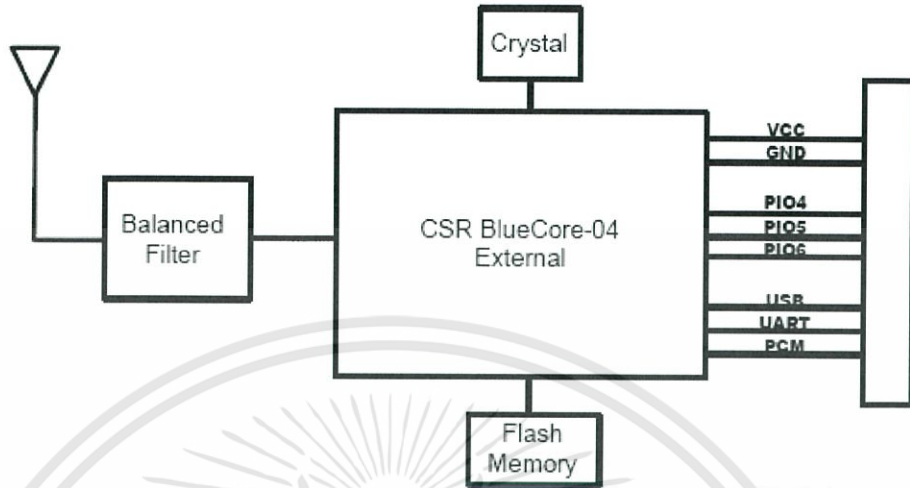 Crystal
VCC
GND
Balanced
Filter
CSR BlueCore-04
External
PIO4
PIO5
PIO6
USB
UART
PCM
Flash
Memory